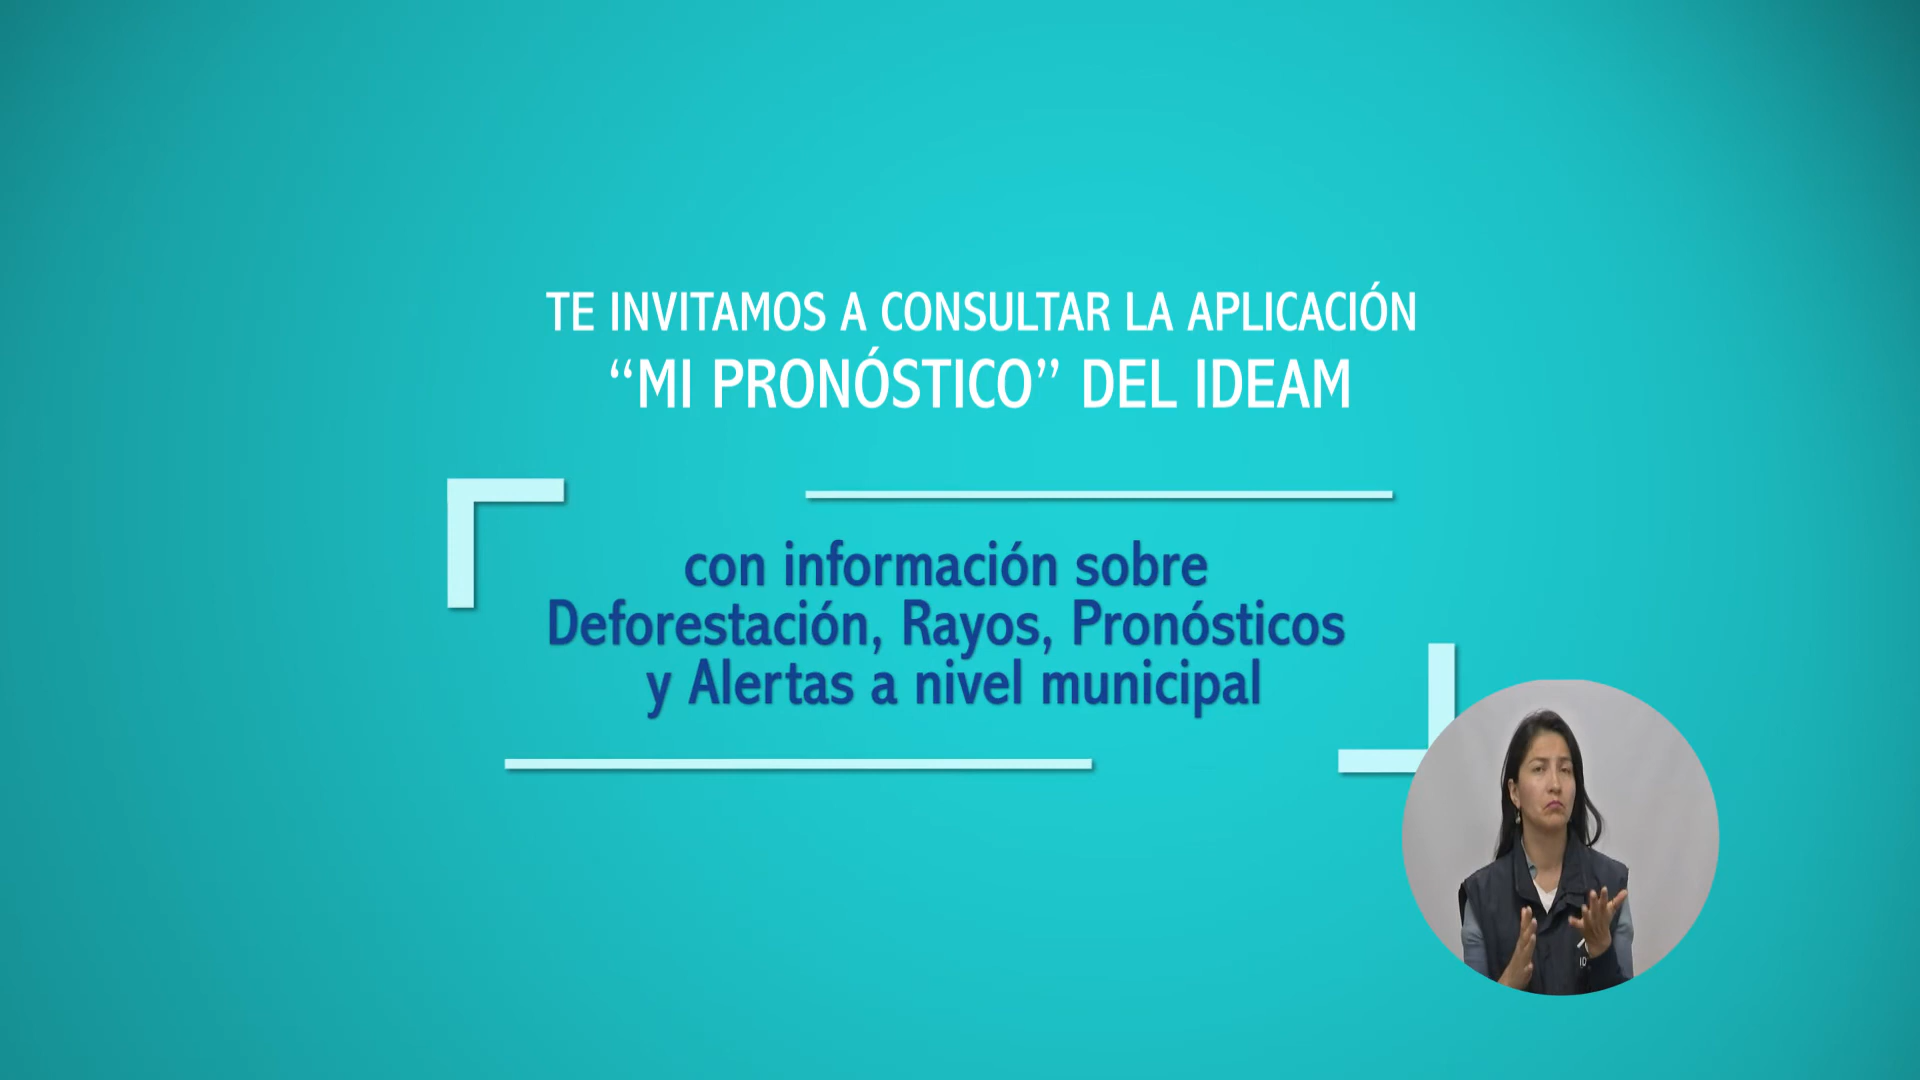 TE INVITAMOS A CONSULTAR LA APLICACIÓN
“MI PRONÓSTICO” DEL IDEAM
con información sobre
Deforestación, Rayos, Pronósticos
y Alertas a nivel municipal